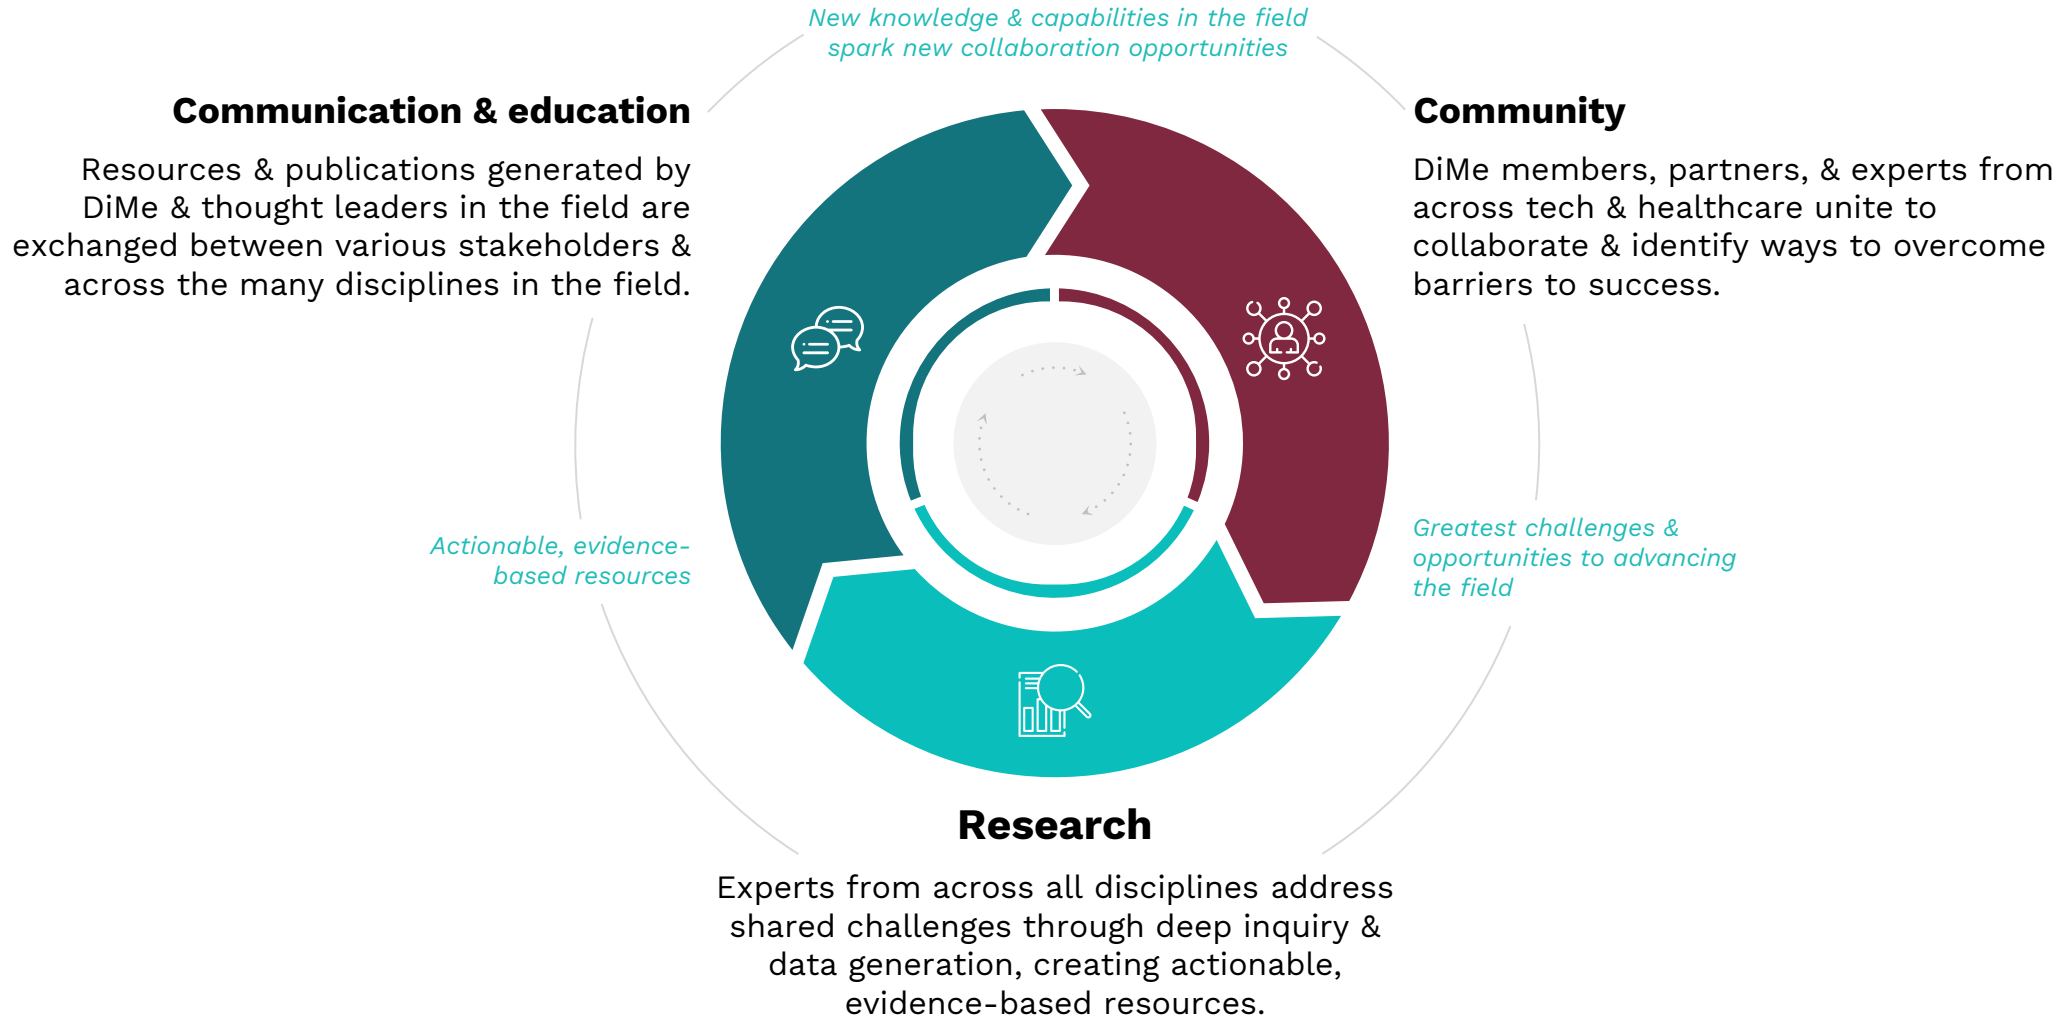 New knowledge & capabilities in the field
spark new collaboration opportunities
Communication & education
Resources & publications generated by
DiMe & thought leaders in the field are
exchanged between various stakeholders &
across the many disciplines in the field.
Community
DiMe members, partners, & experts from
across tech & healthcare unite to
collaborate & identify ways to overcome
barriers to success.
Actionable, evidence-
based resources
Greatest challenges &
opportunities to advancing
the field
Research
Experts from across all disciplines address
shared challenges through deep inquiry &
data generation, creating actionable,
evidence-based resources.